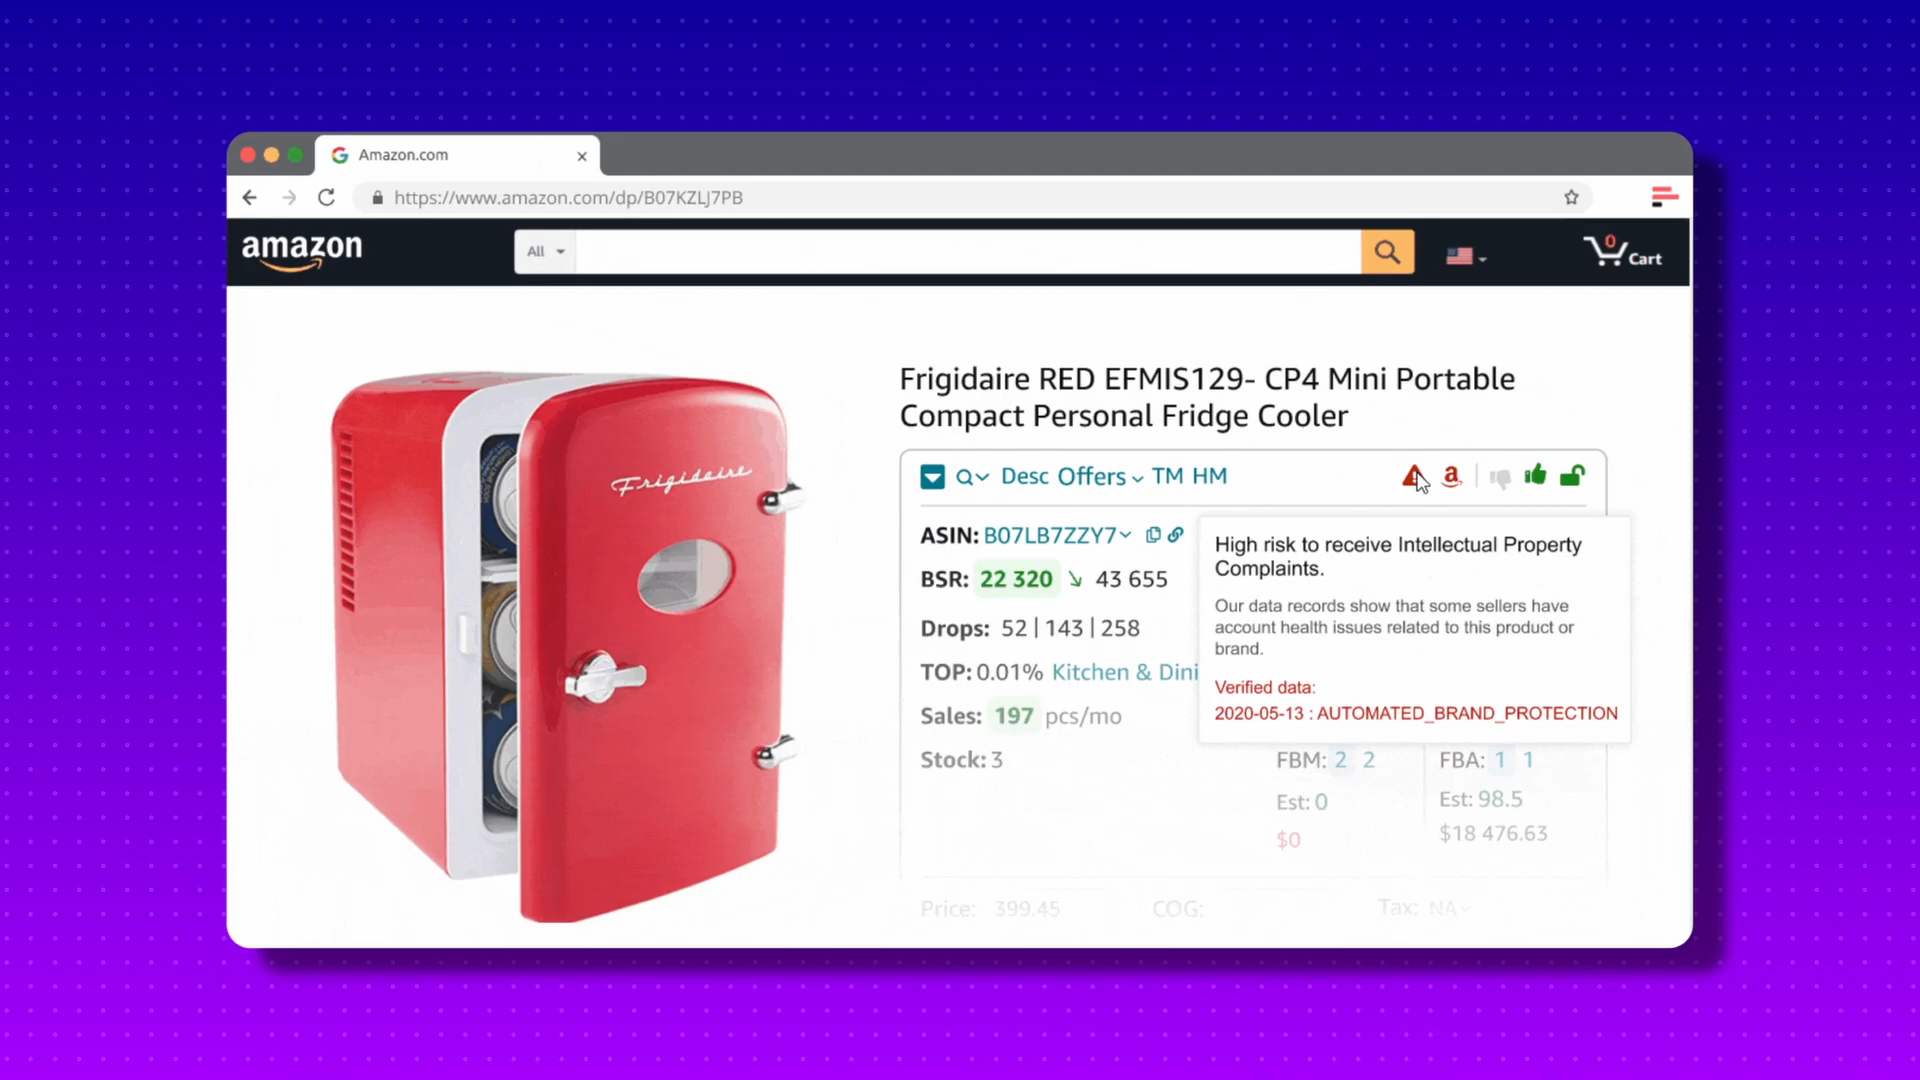 Amazon.com
https://www.amazon.com/dp/B07KZLJ7PB
amazon
All
0
Cart
Frigidaire RED EFMIS129- CP4 Mini Portable
Compact Personal Fridge Cooler
Frigidaire
Desc Offers TM HM
a
ASIN: B07LB7ZZY7
BSR: 22 320 43 655
Drops: 52 | 143 | 258
TOP: 0.01% Kitchen & Dini
Sales: 197 pcs/mo
Stock: 3
High risk to receive Intellectual Property
Complaints.
Our data records show that some sellers have
account health issues related to this product or
brand.
Verified data:
2020-05-13 : AUTOMATED_BRAND_PROTECTION
FBM: 2 2
FBA: 1 1
Est: 0
Est: 98.5
$0
$18 476.63
Price: 399.45
COG:
Tax: NA